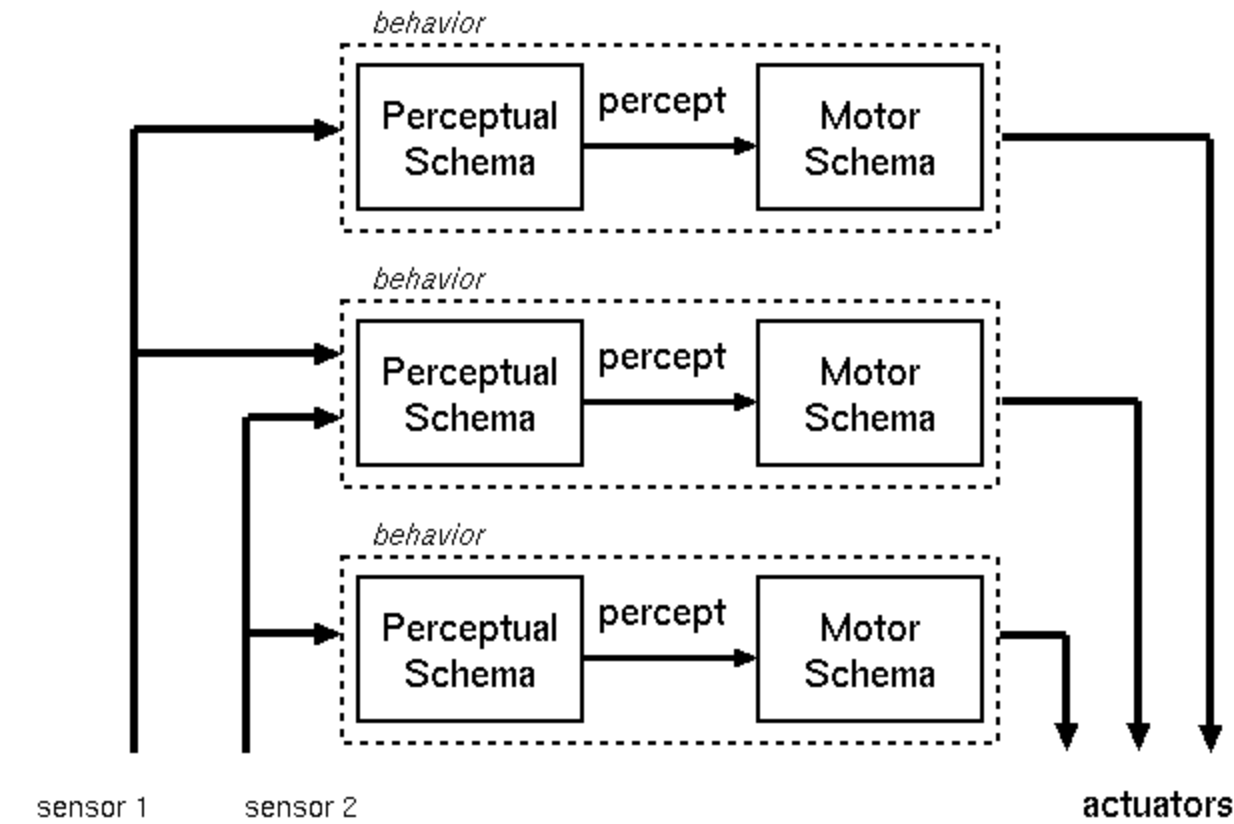 behavior
Perceptual
Schema
percept
Motor
Schema
behavior
Perceptual
Schema
percept
Motor
Schema
behavior
Perceptual
Schema
percept
Motor
Schema
sensor 1
sensor 2
actuators